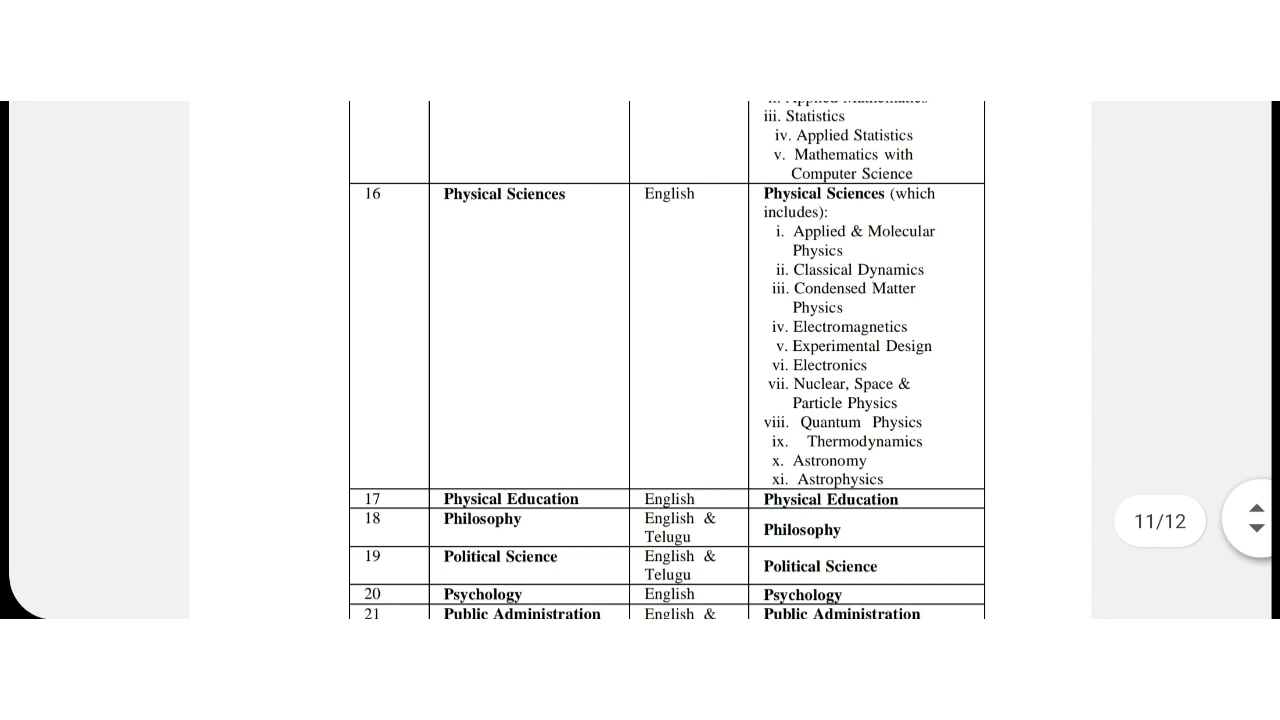 ii. Applied Mathematics
iii. Statistics
iv. Applied Statistics
v. Mathematics with
Computer Science
16 Physical Sciences English Physical Sciences (which
includes):
i. Applied & Molecular
Physics
ii. Classical Dynamics
iii. Condensed Matter
Physics
iv. Electromagnetics
v. Experimental Design
vi. Electronics
vii. Nuclear, Space &
Particle Physics
viii. Quantum Physics
ix. Thermodynamics
x. Astronomy
xi. Astrophysics
17 Physical Education English Physical Education
18 Philosophy English &
Telugu Philosophy
19 Political Science English &
Telugu Political Science
20 Psychology English Psychology
21 Public Administration English & Public Administration
11/12